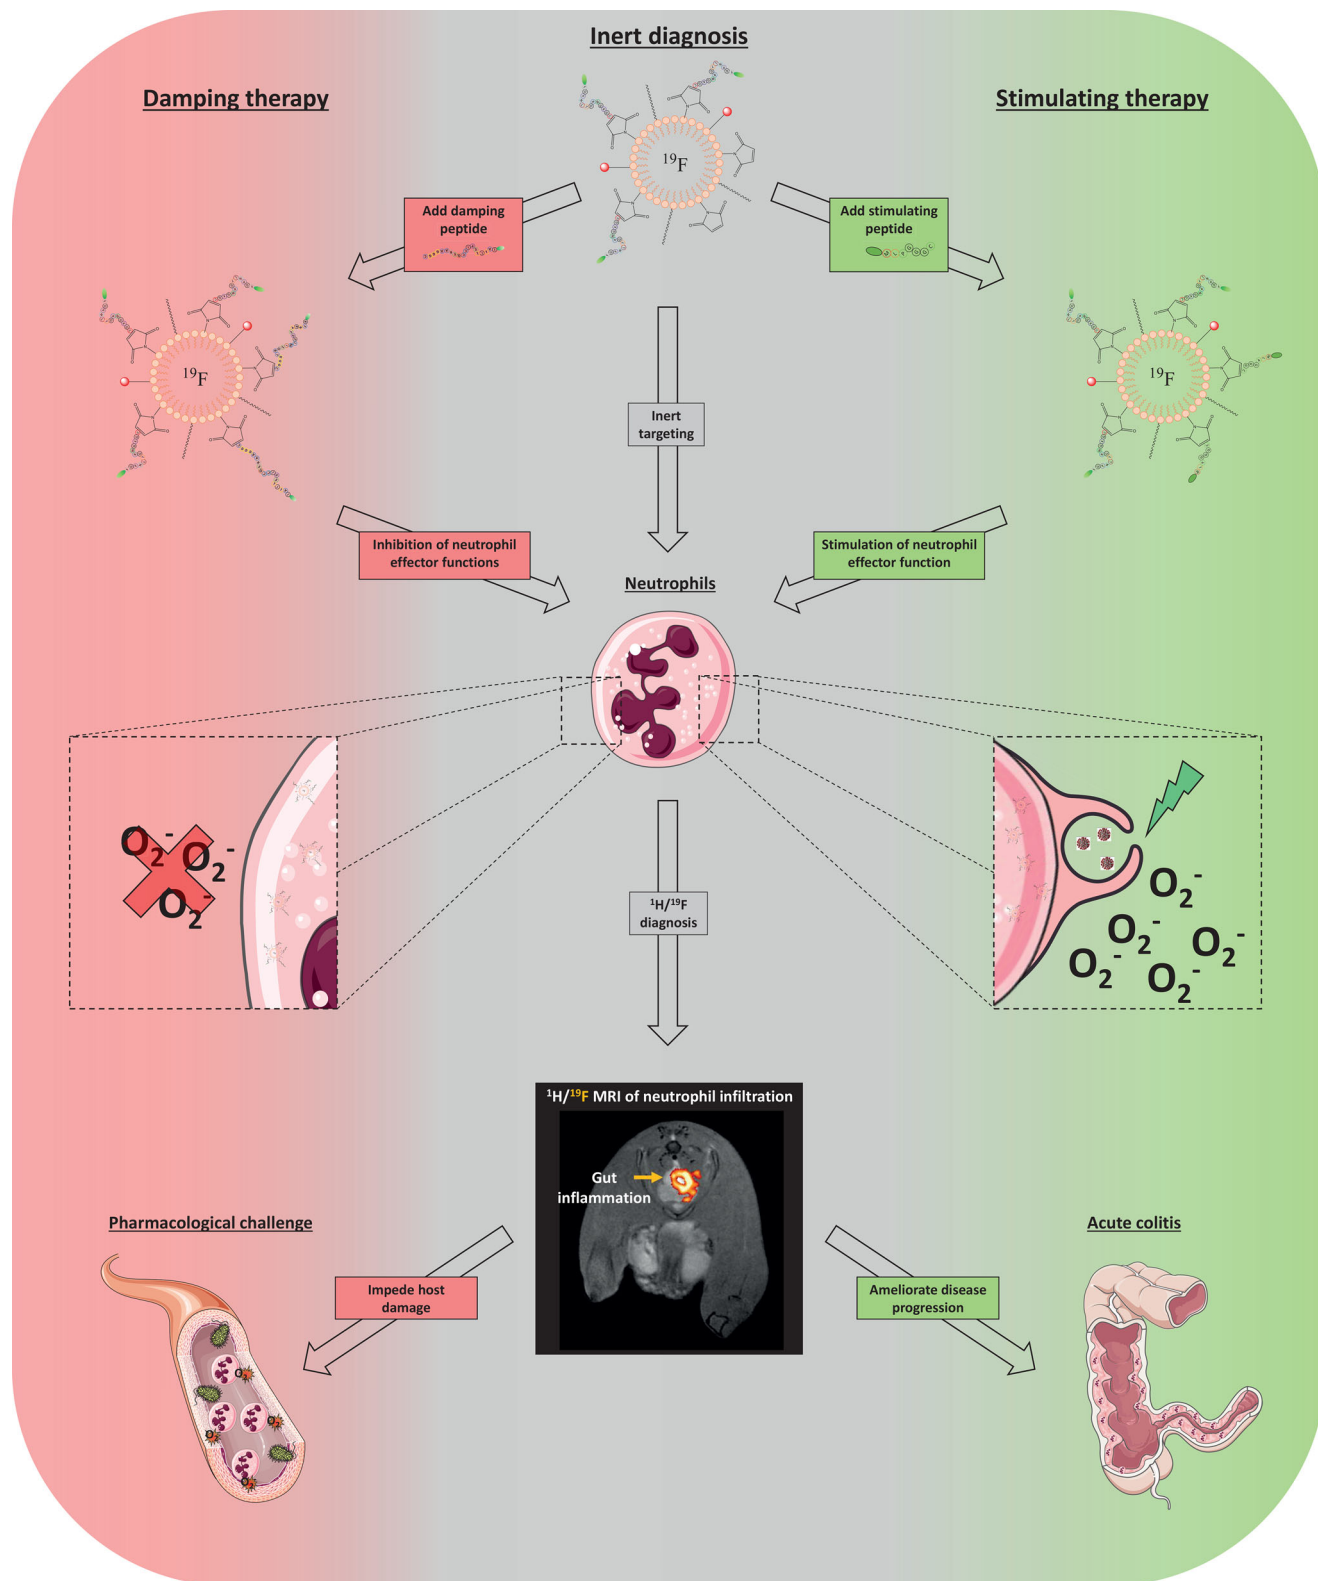 Inert diagnosis
Damping therapy
Stimulating therapy
¹⁹F
Add damping
peptide
Add stimulating
peptide
¹⁹F
¹⁹F
Inert
targeting
Inhibition of neutrophil
effector functions
Stimulation of neutrophil
effector function
Neutrophils
O₂⁻
O₂⁻
O₂⁻
O₂⁻
O₂⁻
O₂⁻
O₂⁻
O₂⁻
¹H/¹⁹F
diagnosis
¹H/¹⁹F MRI of neutrophil infiltration
Gut
inflammation
Pharmacological challenge
Acute colitis
Impede host
damage
Ameliorate disease
progression